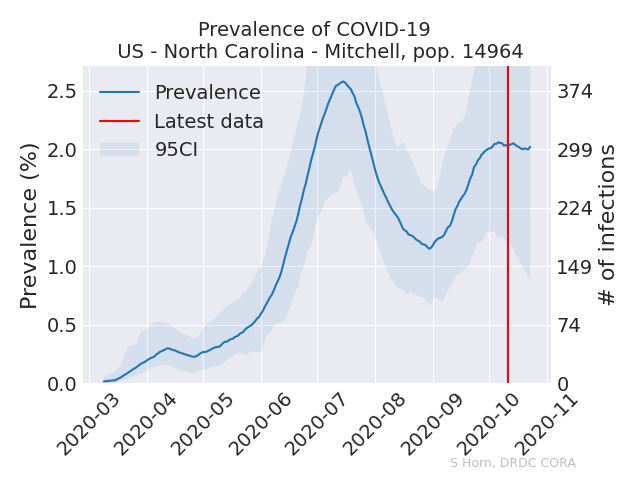 Prevalence of COVID-19
US - North Carolina - Mitchell, pop. 14964
Prevalence
Latest data
95CI
Prevalence (%)
2.5
2.0
1.5
1.0
0.5
0.0
374
299
224
149
74
0
# of infections
2020-03
2020-04
2020-05
2020-06
2020-07
2020-08
2020-09
2020-10
2020-11
S Horn, DRDC CORA